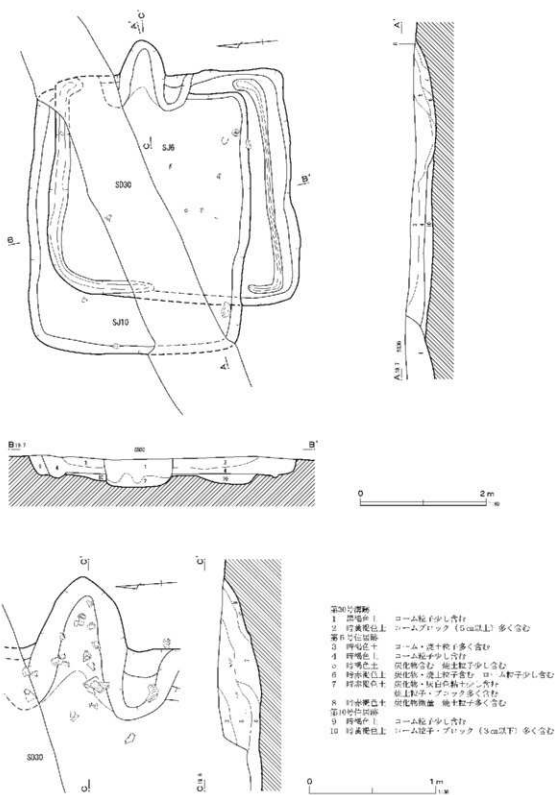 A'
C'
SJ6
C
SD30
B'
B
SJ10
A
A'
A 19.7
SD30
B 19.7
SD30
B'
0 2m
C'
C'
SD30
C
0 1m
第30号溝跡
1 黒褐色土 ローム粒子少し含む
2 暗黄褐色土 ロームブロック(5cm以上)多く含む
第6号住居跡
3 暗褐色土 ローム・焼土粒子多く含む
4 暗褐色土 ローム粒子少し含む
暗褐色土 炭化物含む 焼土粒子少し含む
6 暗赤褐色土 炭化物・焼土粒子含む ローム粒子少し含む
7 暗赤褐色土 炭化物・灰白色粘土少し含む
焼土粒子・ブロック多く含む
8 暗赤褐色土 炭化物微量 焼土粒子多く含む
第10号住居跡
9 暗褐色土 ローム粒子少し含む
10 暗黄褐色土 ローム粒子・ブロック(3cm以下)多く含む